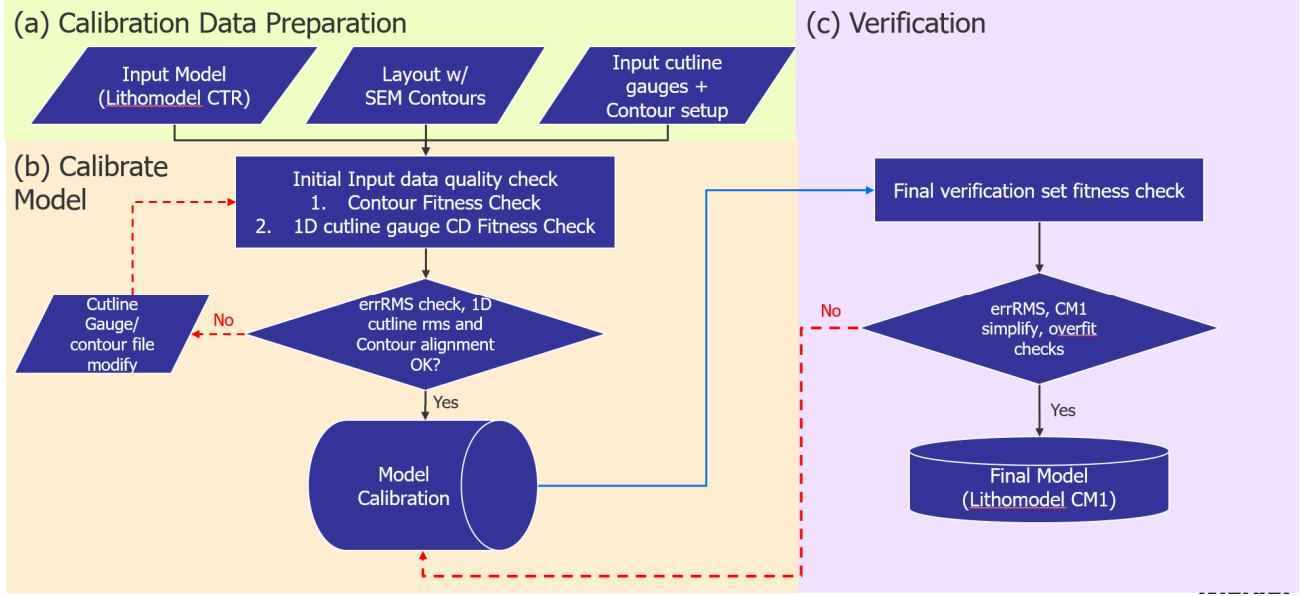 (a) Calibration Data Preparation
Input Model
(Lithomodel CTR)
Layout w/
SEM Contours
Input cutline
gauges +
Contour setup
(b) Calibrate
Model
Initial Input data quality check
1. Contour Fitness Check
2. 1D cutline gauge CD Fitness Check
Cutline
Gauge/
contour file
modify
No
errRMS check, 1D
cutline rms and
Contour alignment
OK?
Yes
Model
Calibration
(c) Verification
Final verification set fitness check
No
errRMS, CM1
simplify, overfit
checks
Yes
Final Model
(Lithomodel CM1)